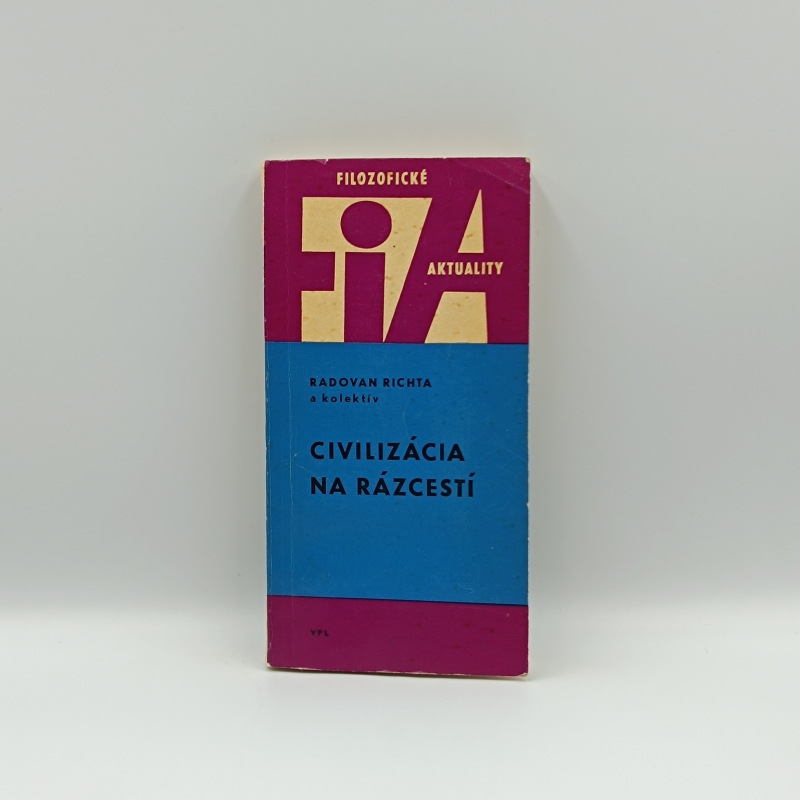 FILOZOFICKÉ
FiA
AKTUALITY
RADOVAN RICHTA
a kolektív
CIVILIZÁCIA
NA RÁZCESTÍ
VPL